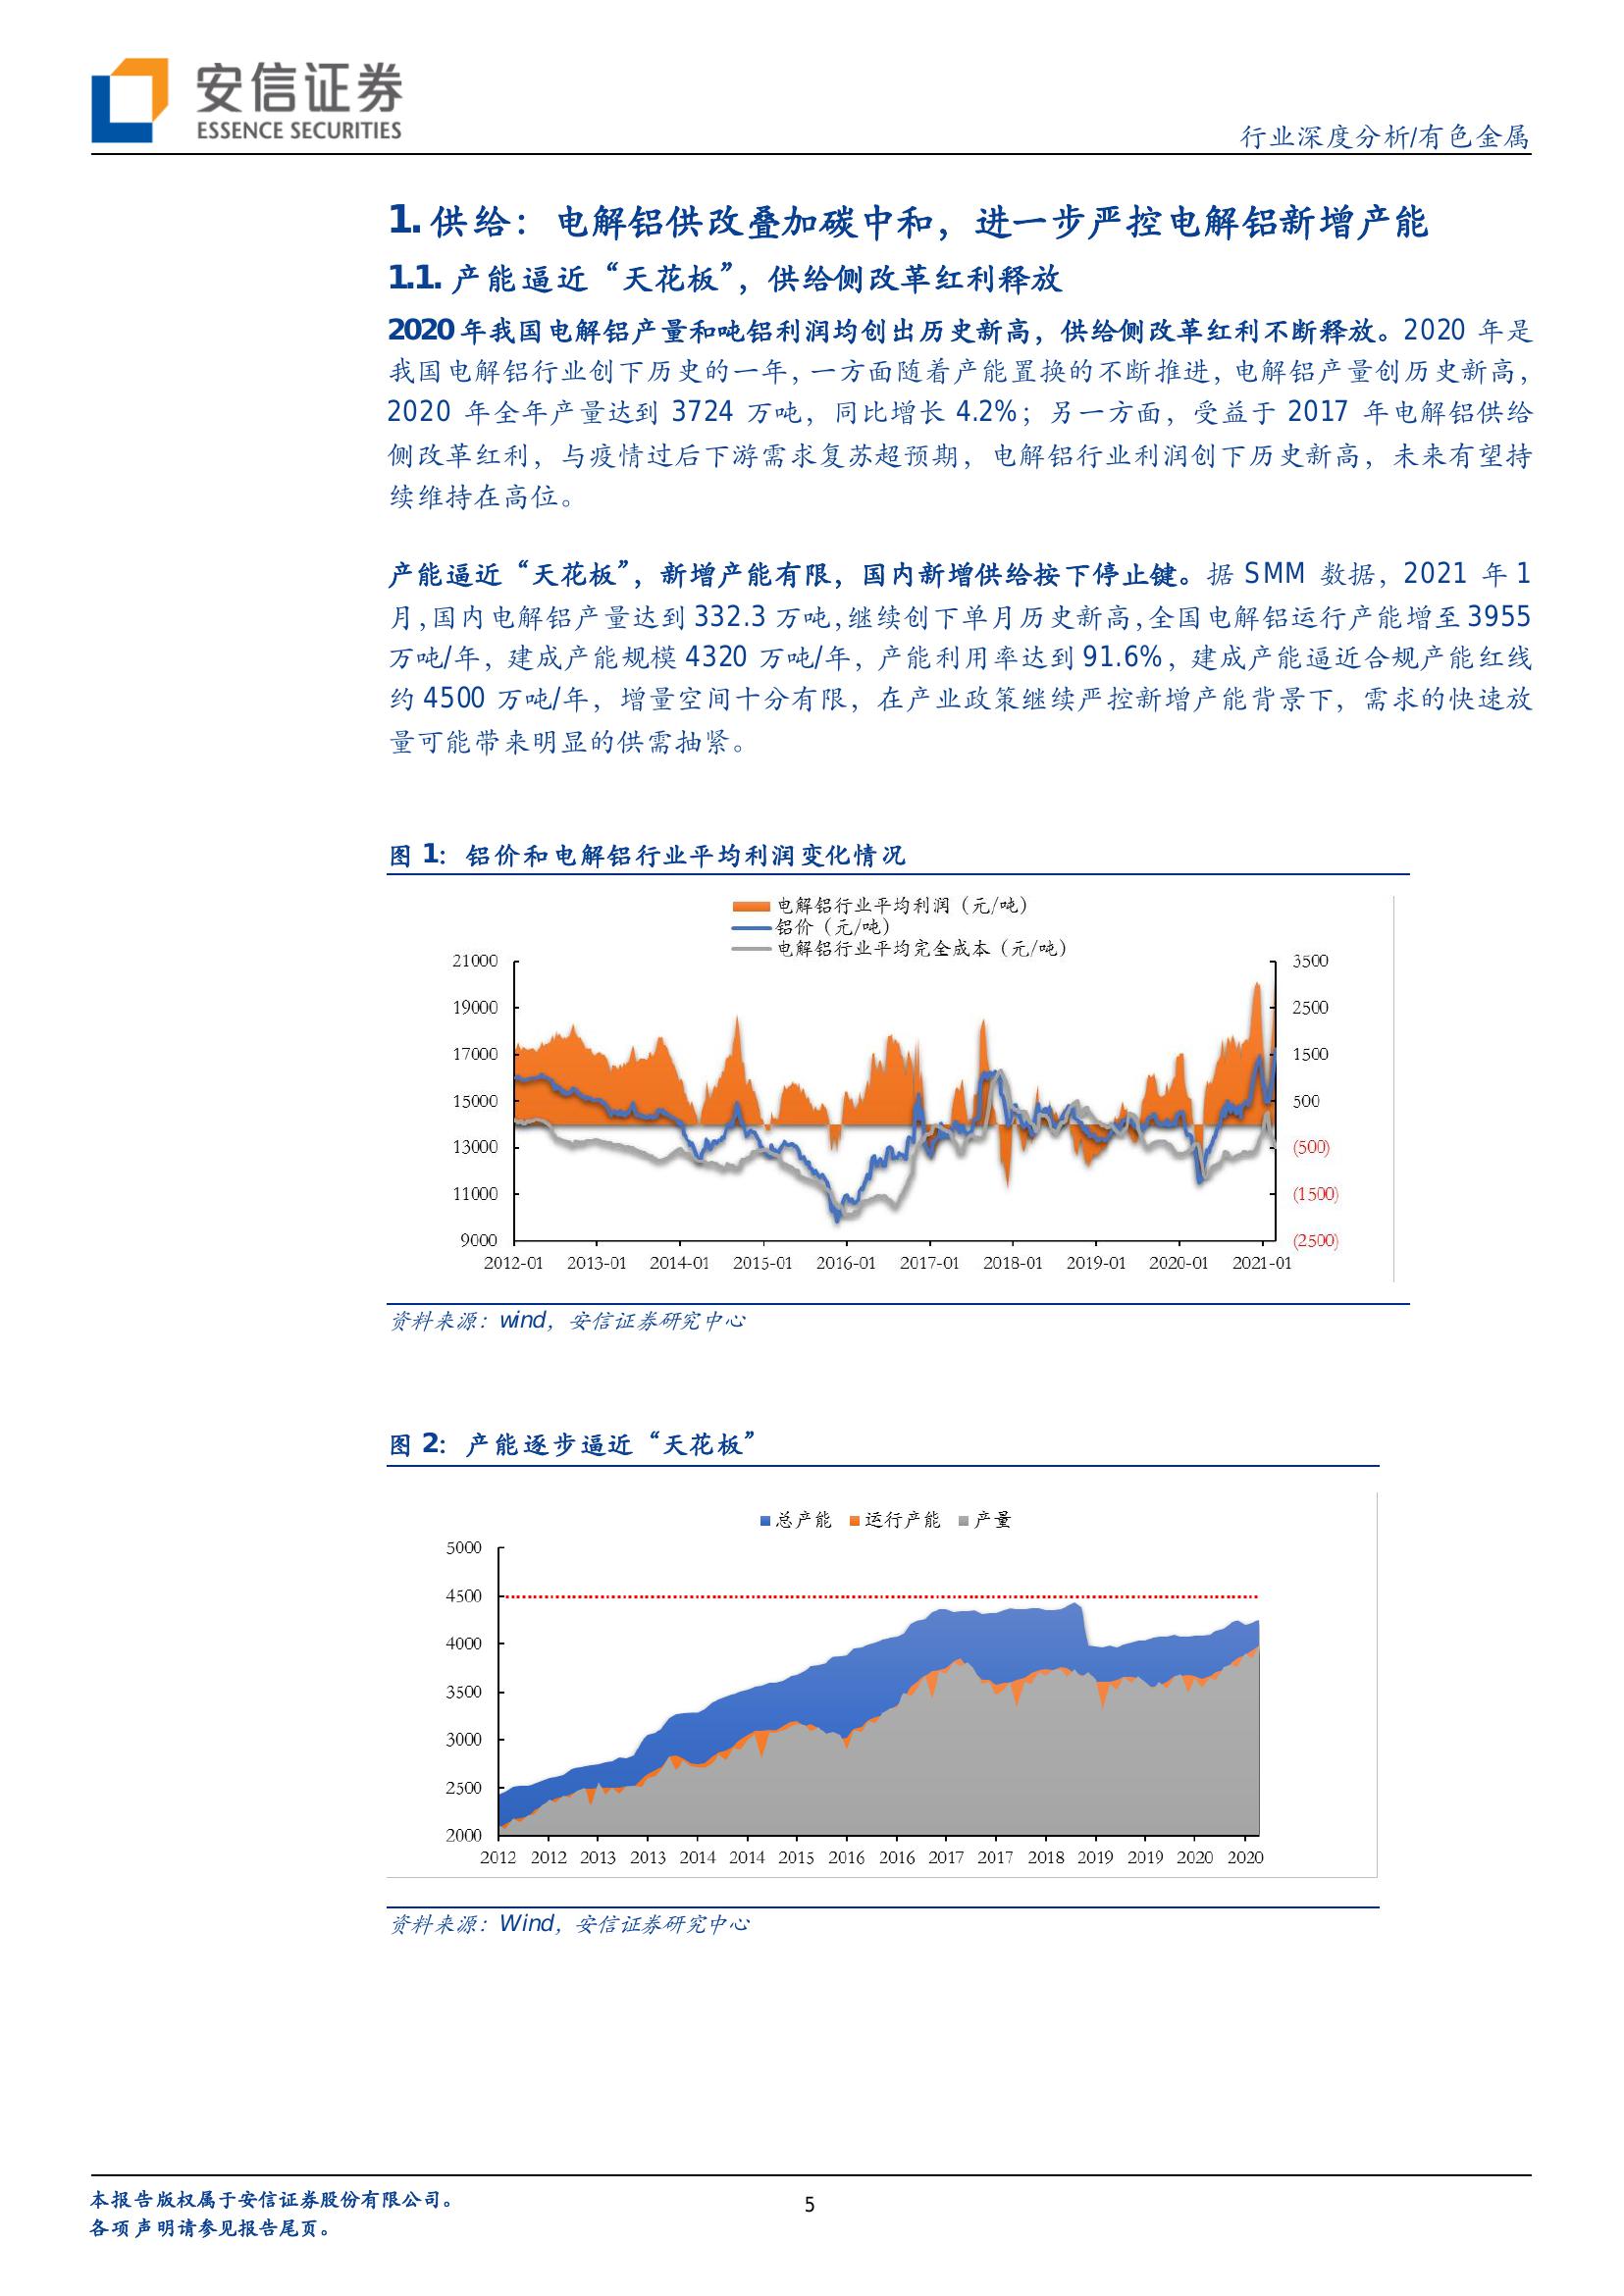 安信证券
ESSENCE SECURITIES
行业深度分析/有色金属
1. 供给：电解铝供改叠加碳中和，进一步严控电解铝新增产能
1.1. 产能逼近“天花板”，供给侧改革红利释放
2020 年我国电解铝产量和吨铝利润均创出历史新高，供给侧改革红利不断释放。2020 年是
我国电解铝行业创下历史的一年，一方面随着产能置换的不断推进，电解铝产量创历史新高，
2020 年全年产量达到 3724 万吨，同比增长 4.2%；另一方面，受益于 2017 年电解铝供给
侧改革红利，与疫情过后下游需求复苏超预期，电解铝行业利润创下历史新高，未来有望持
续维持在高位。
产能逼近“天花板”，新增产能有限，国内新增供给按下停止键。据 SMM 数据，2021 年 1
月，国内电解铝产量达到 332.3 万吨，继续创下单月历史新高，全国电解铝运行产能增至 3955
万吨/年，建成产能规模 4320 万吨/年，产能利用率达到 91.6%，建成产能逼近合规产能红线
约 4500 万吨/年，增量空间十分有限，在产业政策继续严控新增产能背景下，需求的快速放
量可能带来明显的供需抽紧。
图 1：铝价和电解铝行业平均利润变化情况
电解铝行业平均利润（元/吨）
铝价（元/吨）
电解铝行业平均完全成本（元/吨）
21000 3500
19000 2500
17000 1500
15000 500
13000 (500)
11000 (1500)
9000 (2500)
2012-01 2013-01 2014-01 2015-01 2016-01 2017-01 2018-01 2019-01 2020-01 2021-01
资料来源：wind，安信证券研究中心
图 2：产能逐步逼近“天花板”
总产能 运行产能 产量
5000
4500
4000
3500
3000
2500
2000
2012 2012 2013 2013 2014 2014 2015 2016 2016 2017 2017 2018 2019 2019 2020 2020
资料来源：Wind，安信证券研究中心
本报告版权属于安信证券股份有限公司。
各项声明请参见报告尾页。
5